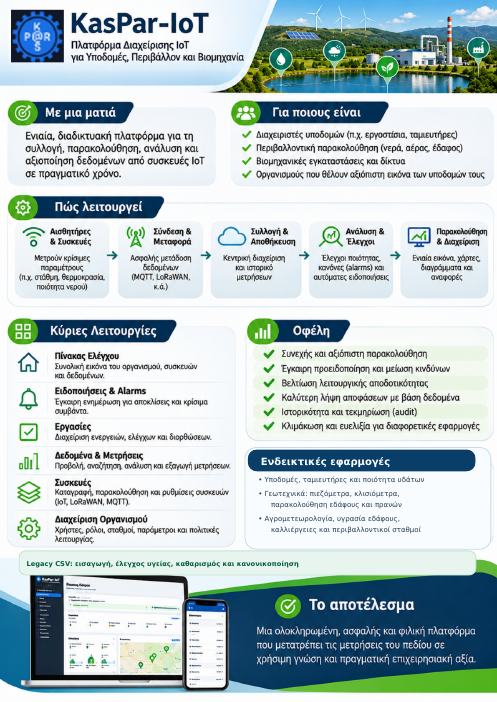 K
P@R
S
KasPar-IoT
Πλατφόρμα Διαχείρισης IoT
για Υποδομές, Περιβάλλον και Βιομηχανία
Με μια ματιά
Ενιαία, διαδικτυακή πλατφόρμα για τη
συλλογή, παρακολούθηση, ανάλυση και
αξιοποίηση δεδομένων από συσκευές IoT
σε πραγματικό χρόνο.
Για ποιους είναι
Διαχειριστές υποδομών (π.χ. εργοστάσια, ταμιευτήρες)
Περιβαλλοντική παρακολούθηση (νερά, αέρας, έδαφος)
Βιομηχανικές εγκαταστάσεις και δίκτυα
Οργανισμούς που θέλουν αξιόπιστη εικόνα των υποδομών τους
Πώς λειτουργεί
Αισθητήρες
& Συσκευές
Μετρούν κρίσιμες
παραμέτρους
(π.χ. στάθμη, θερμοκρασία,
ποιότητα νερού)
Σύνδεση &
Μεταφορά
Ασφαλής μετάδοση
δεδομένων
(MQTT, LoRaWAN,
κ.ά.)
Συλλογή &
Αποθήκευση
Κεντρική διαχείριση
και ιστορικό
μετρήσεων
Ανάλυση &
Έλεγχοι
Έλεγχοι ποιότητας,
κανόνες (alarms) και
αυτόματες ειδοποιήσεις
Παρακολούθηση
& Διαχείριση
Ενιαία εικόνα, χάρτες,
διαγράμματα και
αναφορές
Κύριες Λειτουργίες
Πίνακας Ελέγχου
Συνολική εικόνα του οργανισμού, συσκευών
και δεδομένων.
Ειδοποιήσεις & Alarms
Έγκαιρη ενημέρωση για αποκλίσεις και κρίσιμα
συμβάντα.
Εργασίες
Διαχείριση ενεργειών, ελέγχων και διορθώσεων.
Δεδομένα & Μετρήσεις
Προβολή, αναζήτηση, ανάλυση και εξαγωγή μετρήσεων.
Συσκευές
Καταγραφή, παρακολούθηση και ρυθμίσεις συσκευών
(IoT, LoRaWAN, MQTT).
Διαχείριση Οργανισμού
Χρήστες, ρόλοι, σταθμοί, παράμετροι και πολιτικές
λειτουργίας.
Οφέλη
Συνεχής και αξιόπιστη παρακολούθηση
Έγκαιρη προειδοποίηση και μείωση κινδύνων
Βελτίωση λειτουργικής αποδοτικότητας
Καλύτερη λήψη αποφάσεων με βάση δεδομένα
Ιστορικότητα και τεκμηρίωση (audit)
Κλιμάκωση και ευελιξία για διαφορετικές εφαρμογές
Ενδεικτικές εφαρμογές
• Υποδομές, ταμιευτήρες και ποιότητα υδάτων
• Γεωτεχνικά: πιεζόμετρα, κλισιόμετρα,
παρακολούθηση εδάφους και πρανών
• Αγρομετεωρολογία, υγρασία εδάφους,
καλλιέργειες και περιβαλλοντικοί σταθμοί
Legacy CSV: εισαγωγή, έλεγχος υγείας, καθαρισμός και κανονικοποίηση
KasPar IoT
Το αποτέλεσμα
Μια ολοκληρωμένη, ασφαλής και φιλική πλατφόρμα
που μετατρέπει τις μετρήσεις του πεδίου σε
χρήσιμη γνώση και πραγματική επιχειρησιακή αξία.